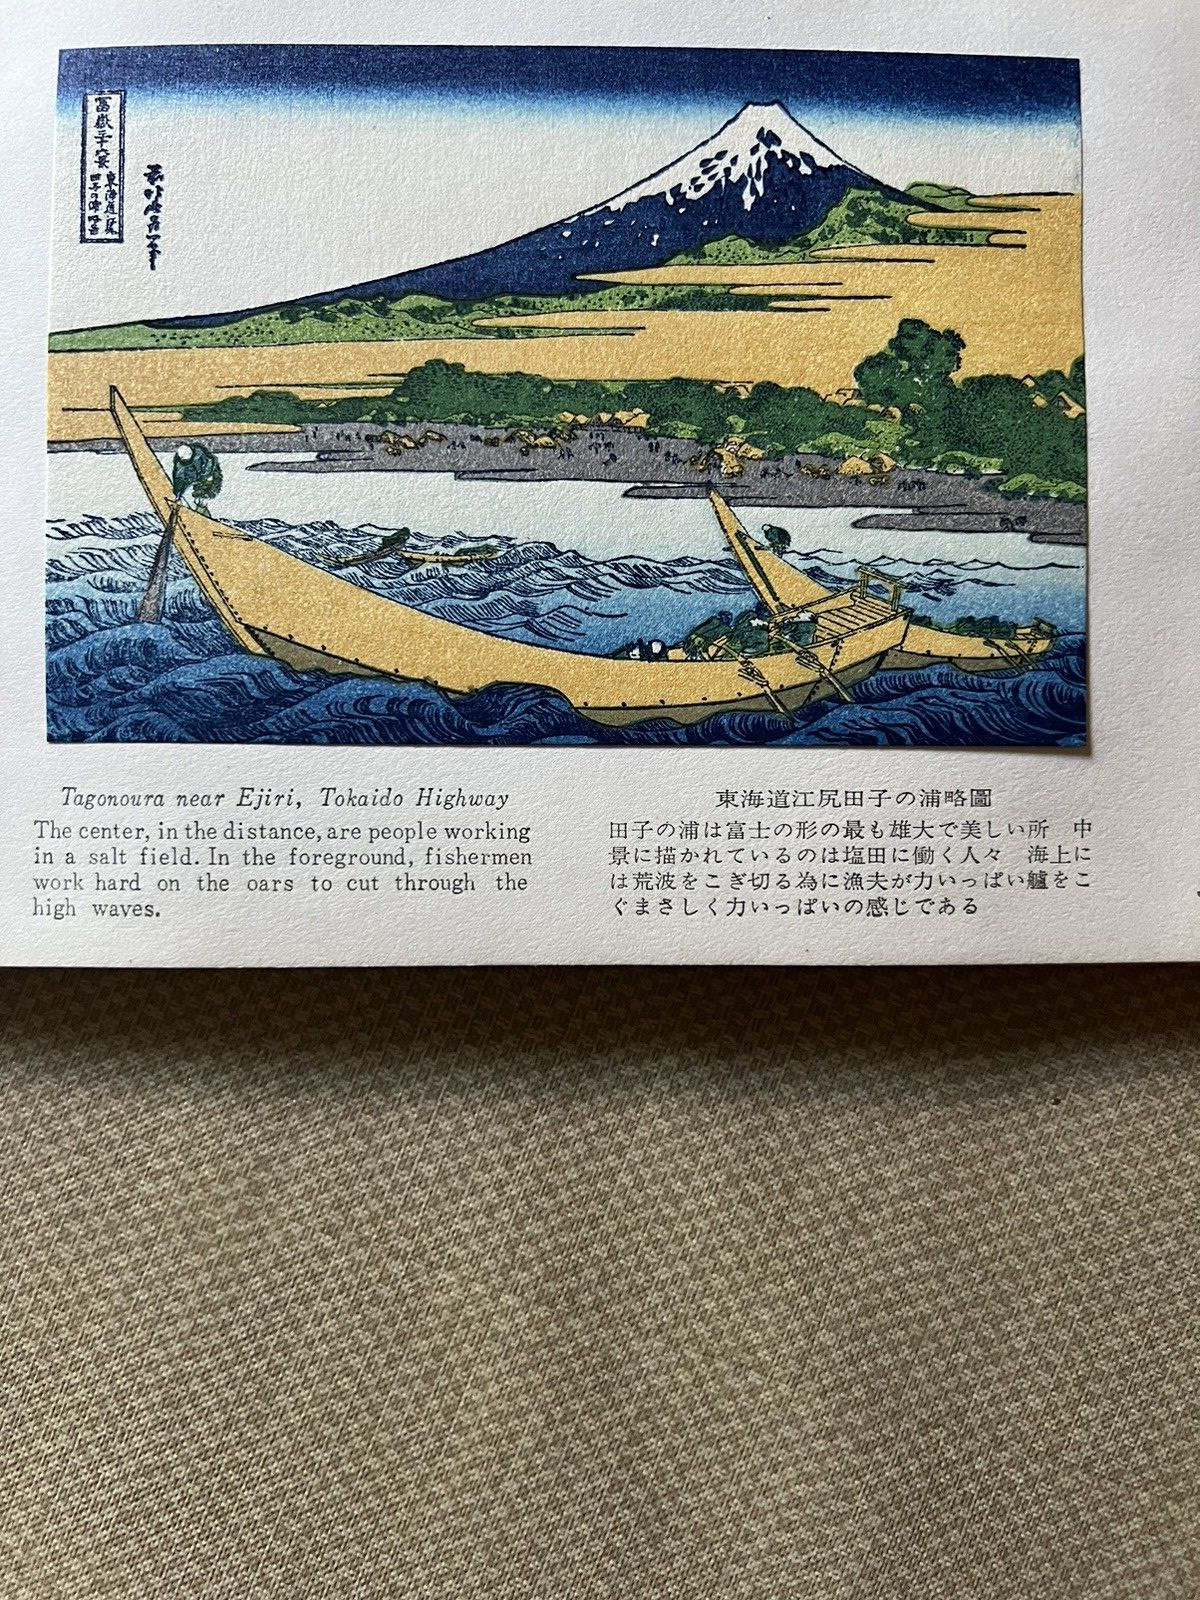 冨嶽三十六景 東海道江尻
田子の浦略圖
Tagonoura near Ejiri, Tokaido Highway
The center, in the distance, are people working
in a salt field. In the foreground, fishermen
work hard on the oars to cut through the
high waves.
東海道江尻田子の浦略圖
田子の浦は富士の形の最も雄大で美しい所　中
景に描かれているのは塩田に働く人々　海上に
は荒波をこぎ切る為に漁夫が力いっぱい艫をこ
ぐまさしく力いっぱいの感じである